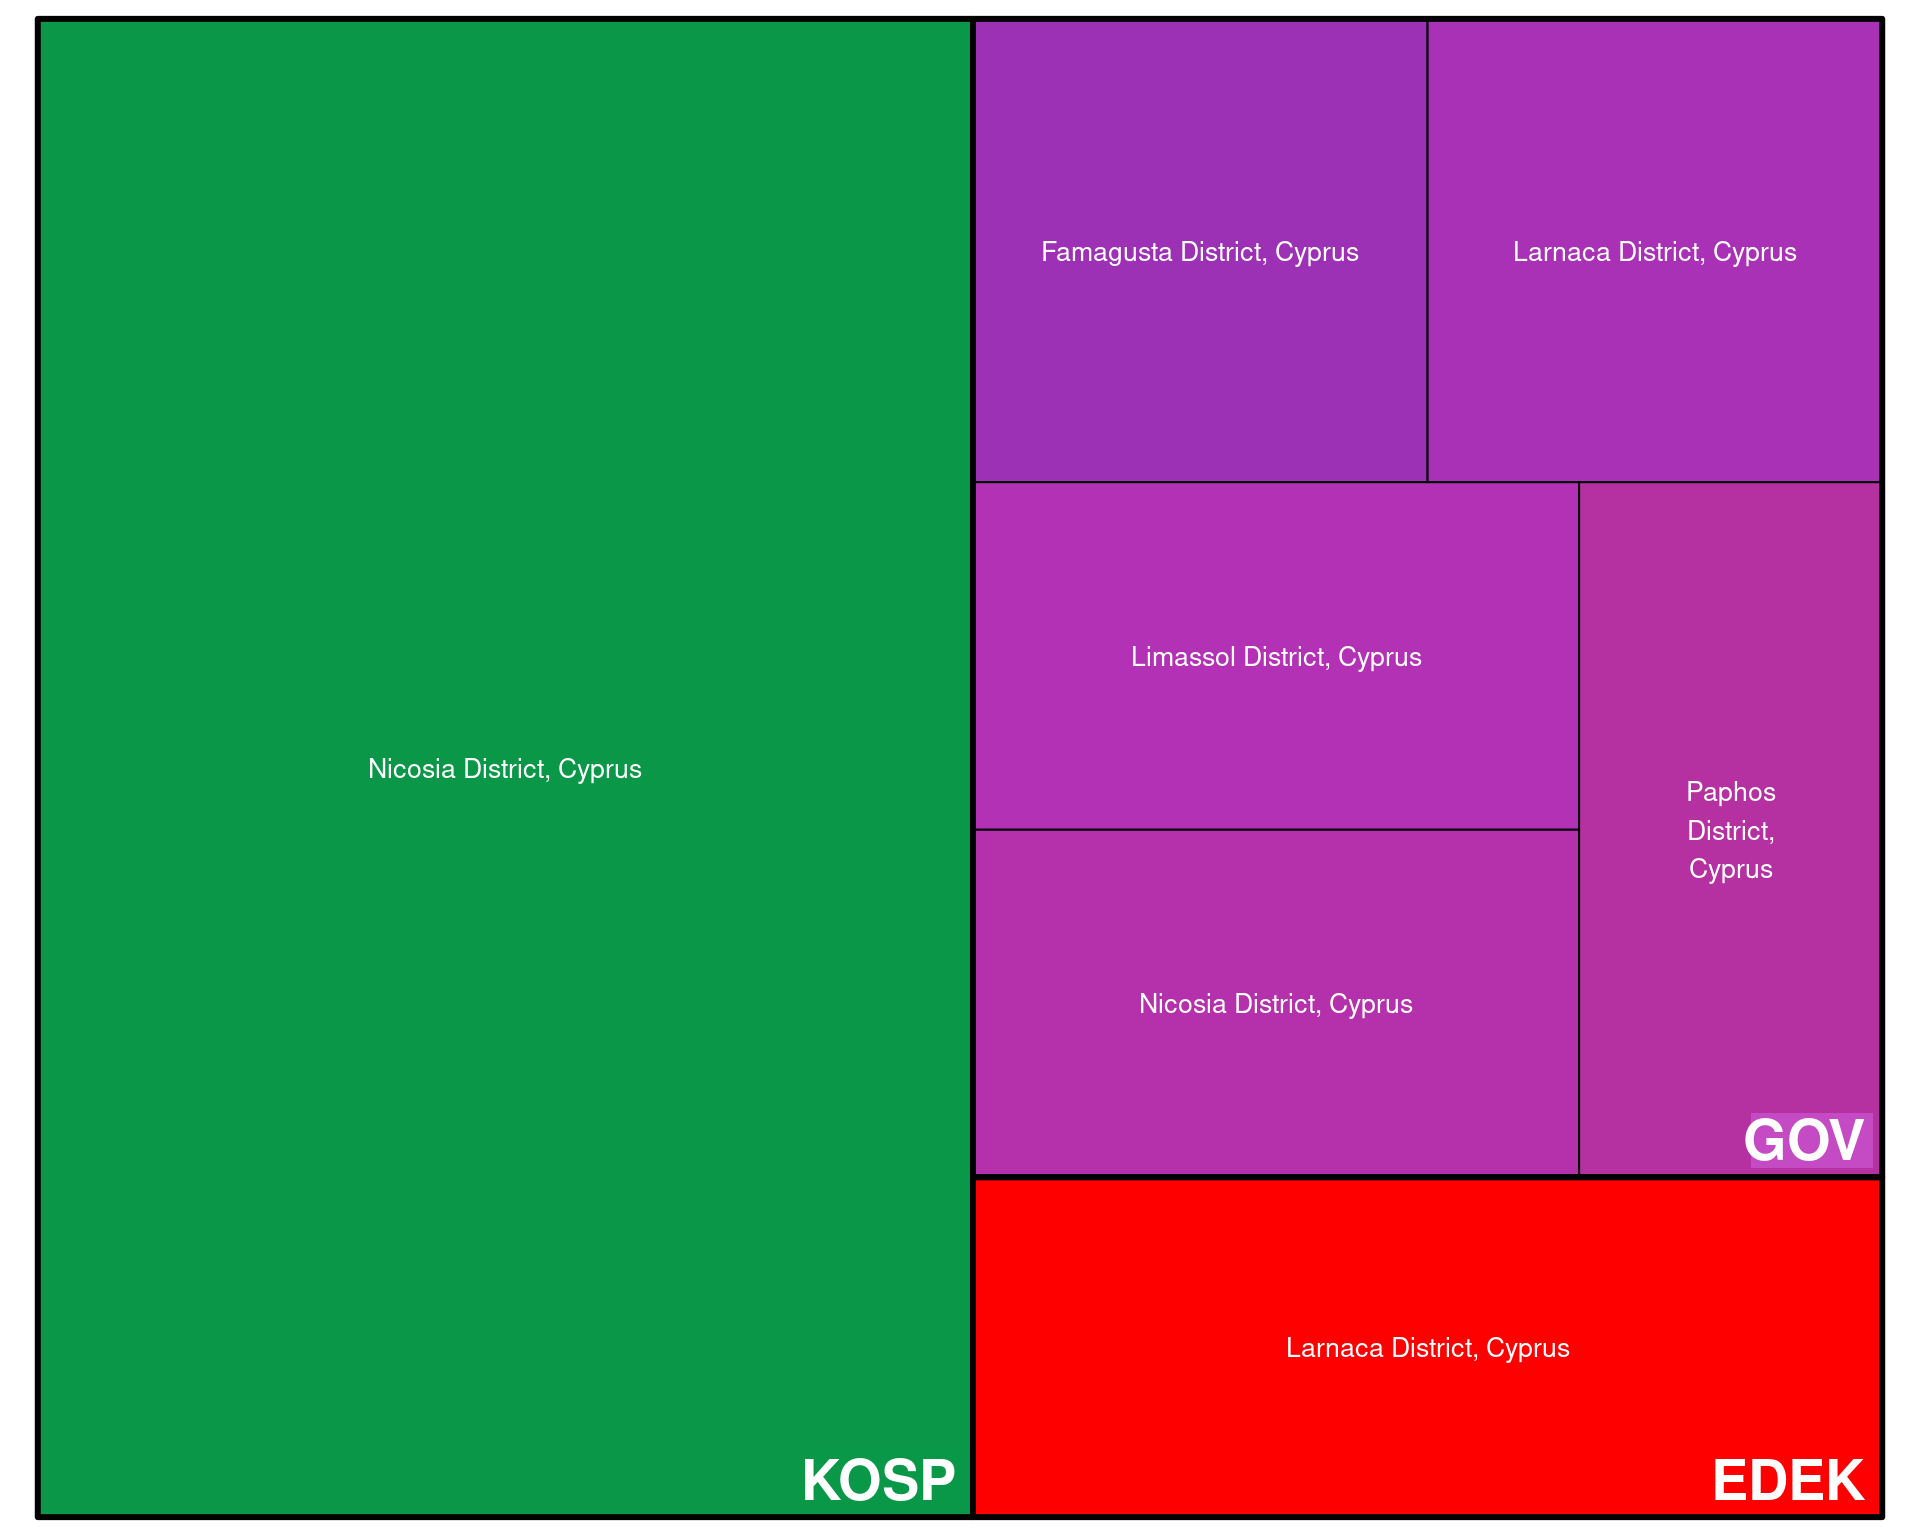 Nicosia District, Cyprus
KOSP
Famagusta District, Cyprus
Larnaca District, Cyprus
Limassol District, Cyprus
Nicosia District, Cyprus
Paphos
District,
Cyprus
GOV
Larnaca District, Cyprus
EDEK